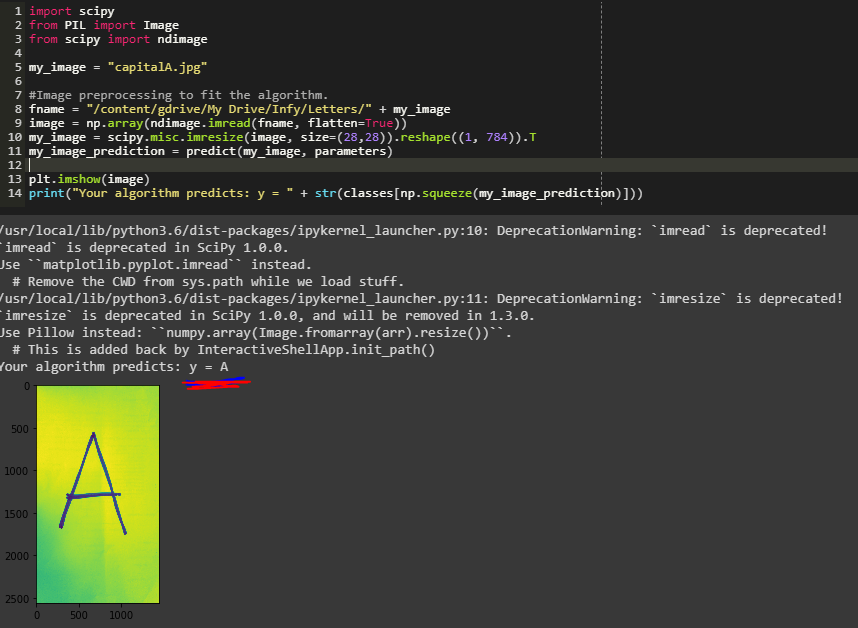 1 import scipy
2 from PIL import Image
3 from scipy import ndimage
4
5 my_image = "capitalA.jpg"
6
7 #Image preprocessing to fit the algorithm.
8 fname = "/content/gdrive/My Drive/Infy/Letters/" + my_image
9 image = np.array(ndimage.imread(fname, flatten=True))
10 my_image = scipy.misc.imresize(image, size=(28,28)).reshape((1, 784)).T
11 my_image_prediction = predict(my_image, parameters)
12
13 plt.imshow(image)
14 print("Your algorithm predicts: y = " + str(classes[np.squeeze(my_image_prediction)]))
/usr/local/lib/python3.6/dist-packages/ipykernel_launcher.py:10: DeprecationWarning: `imread` is deprecated!
`imread` is deprecated in SciPy 1.0.0.
Use ``matplotlib.pyplot.imread`` instead.
# Remove the CWD from sys.path while we load stuff.
/usr/local/lib/python3.6/dist-packages/ipykernel_launcher.py:11: DeprecationWarning: `imresize` is deprecated!
`imresize` is deprecated in SciPy 1.0.0, and will be removed in 1.3.0.
Use Pillow instead: ``numpy.array(Image.fromarray(arr).resize())``.
# This is added back by InteractiveShellApp.init_path()
Your algorithm predicts: y = A
0
500
1000
A
1500
2000
2500
0 500 1000